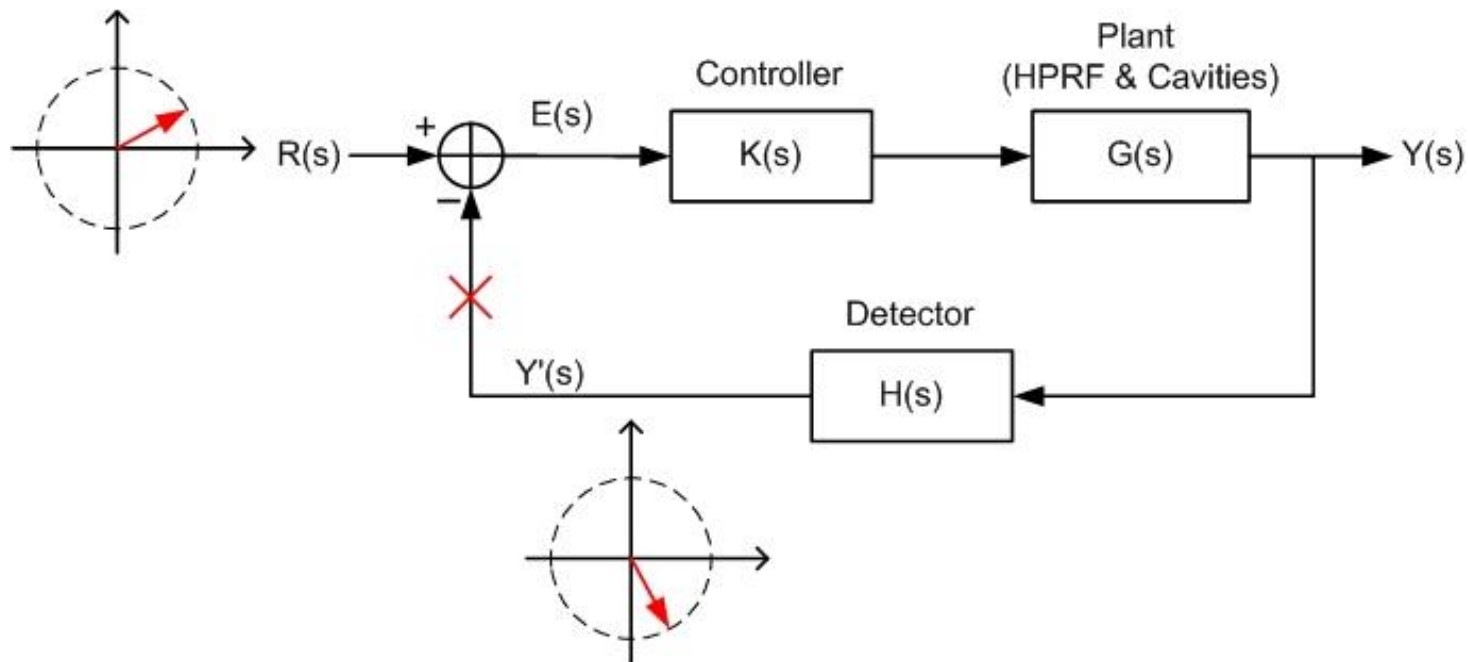 Plant
(HPRF & Cavities)
Controller
E(s)
+
R(s)
K(s)
G(s)
Y(s)
−
Detector
Y'(s)
H(s)